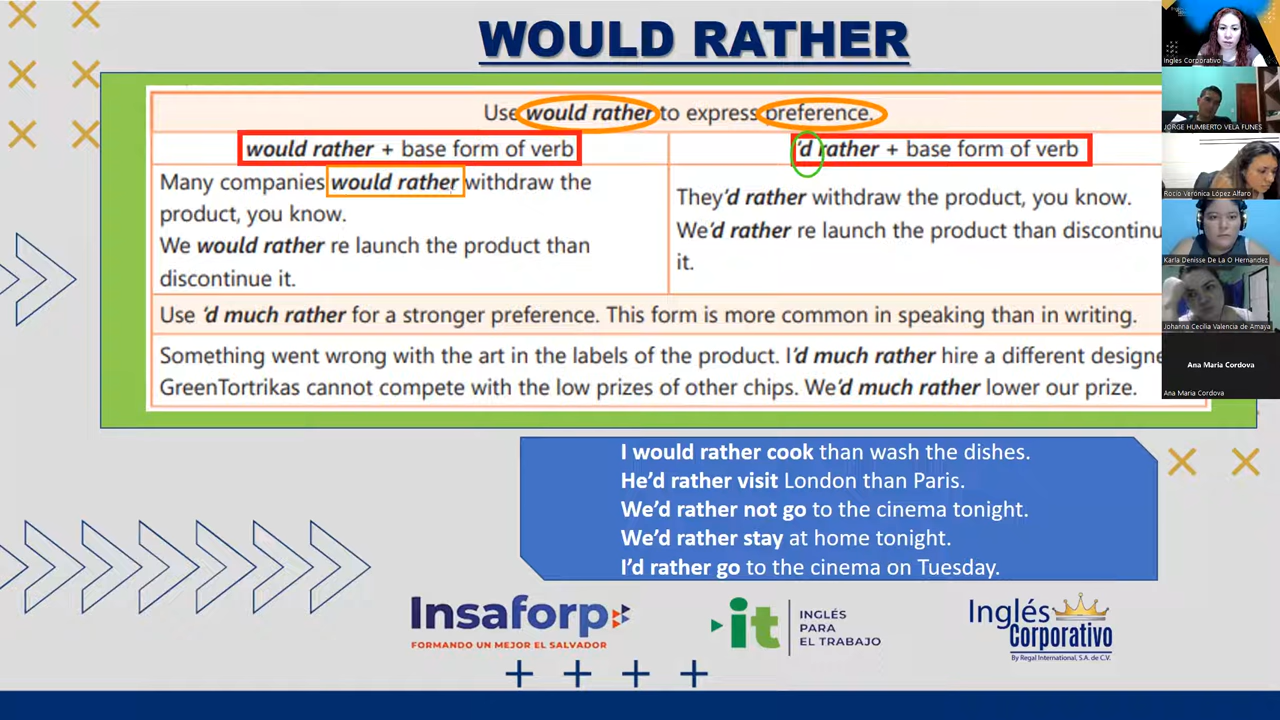 WOULD RATHER
Use would rather to express preference.
would rather + base form of verb
'd rather + base form of verb
Many companies would rather withdraw the
product, you know.
We would rather re launch the product than
discontinue it.
They'd rather withdraw the product, you know.
We'd rather re launch the product than discontinu
it.
Use 'd much rather for a stronger preference. This form is more common in speaking than in writing.
Something went wrong with the art in the labels of the product. I'd much rather hire a different designe
GreenTortrikas cannot compete with the low prizes of other chips. We'd much rather lower our prize.
I would rather cook than wash the dishes.
He'd rather visit London than Paris.
We'd rather not go to the cinema tonight.
We'd rather stay at home tonight.
I'd rather go to the cinema on Tuesday.
Insaforp
FORMANDO UN MEJOR EL SALVADOR
it
INGLÉS
PARA
EL TRABAJO
Inglés
Corporativo
By Regal International, S.A. de C.V.
Ingles Corporativo
JORGE HUMBERTO VELA FUNES
Rocío Verónica López Alfaro
Karla Denisse De La O Hernández
Johanna Cecilia Valencia de Amaya
Ana Maria Cordova
Ana Maria Cordova